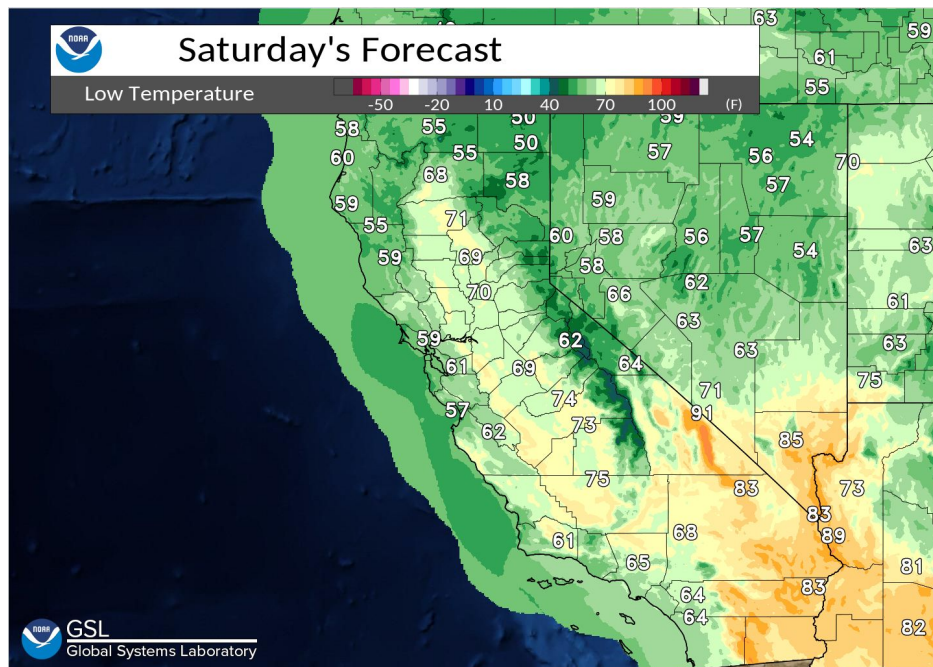 NOAA
Saturday's Forecast
Low Temperature
-50 -20 10 40 70 100 (F)
63
59
61
55
58 55 50 59
60 55 50 57 54
56 70
68 58 57
59 59
71
55 60 58 56 57 54 63
59 69 58
62
70 66 61
63
59 62 63 63
61 69 64
75
74 71
57 73 91
62 85
75 83 73
83
68 89
61
65 81
64 83
64
82
NOAA
GSL
Global Systems Laboratory